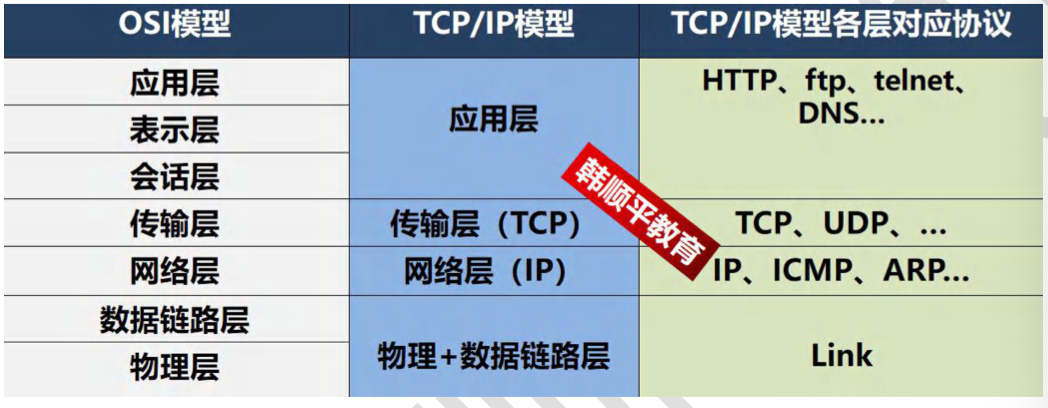 OSI模型 TCP/IP模型 TCP/IP模型各层对应协议
应用层
表示层
会话层
应用层
HTTP、ftp、telnet、
DNS...
传输层 传输层（TCP） TCP、UDP、...
网络层 网络层（IP） IP、ICMP、ARP...
数据链路层
物理层
物理+数据链路层
Link
韩顺平教育